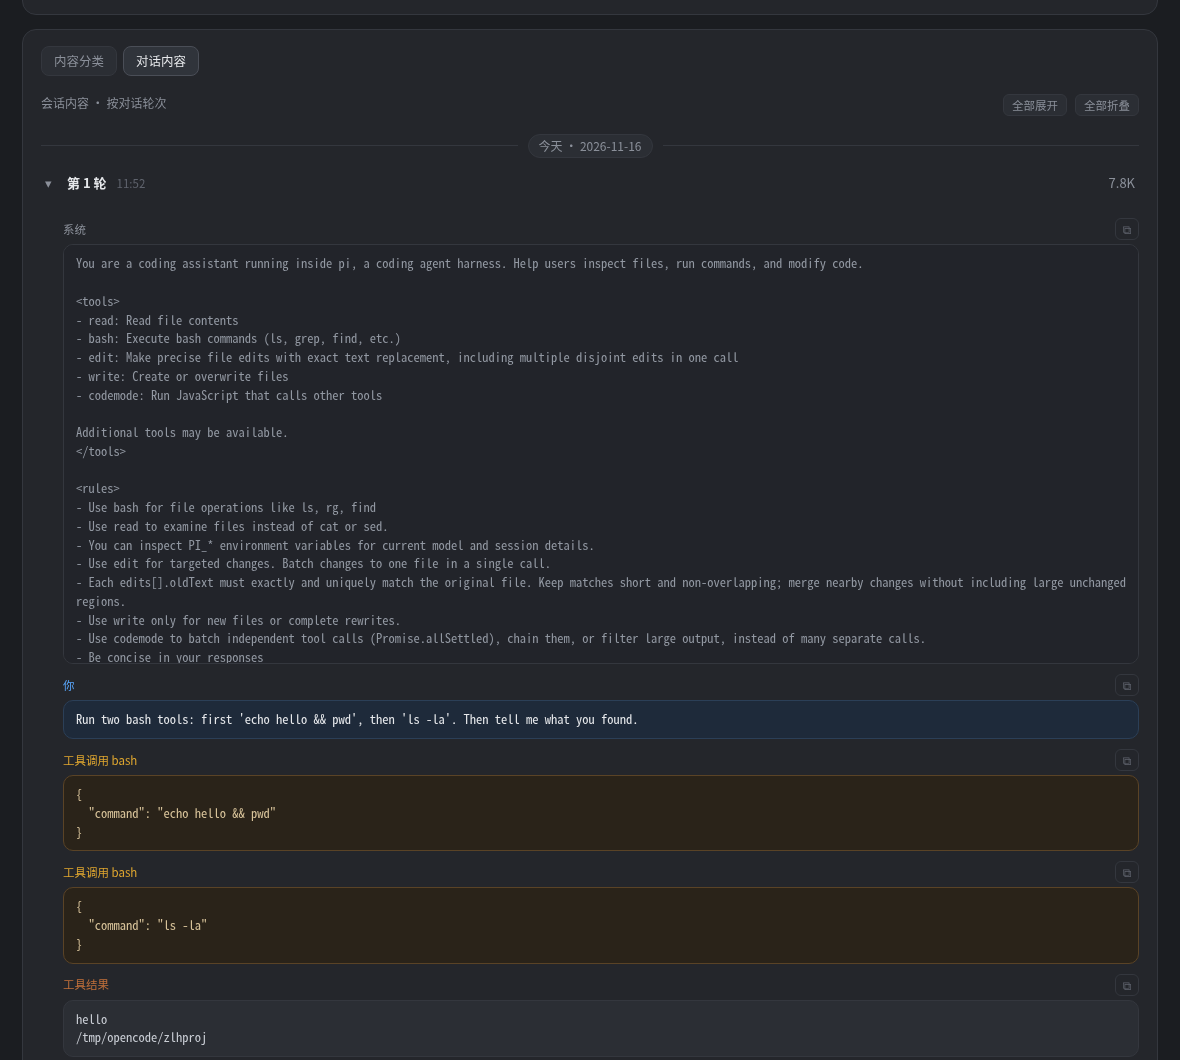 内容分类 对话内容
会话内容 · 按对话轮次 全部展开 全部折叠
今天 · 2026-11-16
▼ 第 1 轮 11:52 7.8K
系统
You are a coding assistant running inside pi, a coding agent harness. Help users inspect files, run commands, and modify code.
<tools>
- read: Read file contents
- bash: Execute bash commands (ls, grep, find, etc.)
- edit: Make precise file edits with exact text replacement, including multiple disjoint edits in one call
- write: Create or overwrite files
- codemode: Run JavaScript that calls other tools
Additional tools may be available.
</tools>
<rules>
- Use bash for file operations like ls, rg, find
- Use read to examine files instead of cat or sed.
- You can inspect PI_* environment variables for current model and session details.
- Use edit for targeted changes. Batch changes to one file in a single call.
- Each edits[].oldText must exactly and uniquely match the original file. Keep matches short and non-overlapping; merge nearby changes without including large unchanged
regions.
- Use write only for new files or complete rewrites.
- Use codemode to batch independent tool calls (Promise.allSettled), chain them, or filter large output, instead of many separate calls.
- Be concise in your responses
你
Run two bash tools: first 'echo hello && pwd', then 'ls -la'. Then tell me what you found.
工具调用 bash
{
"command": "echo hello && pwd"
}
工具调用 bash
{
"command": "ls -la"
}
工具结果
hello
/tmp/opencode/zlhproj